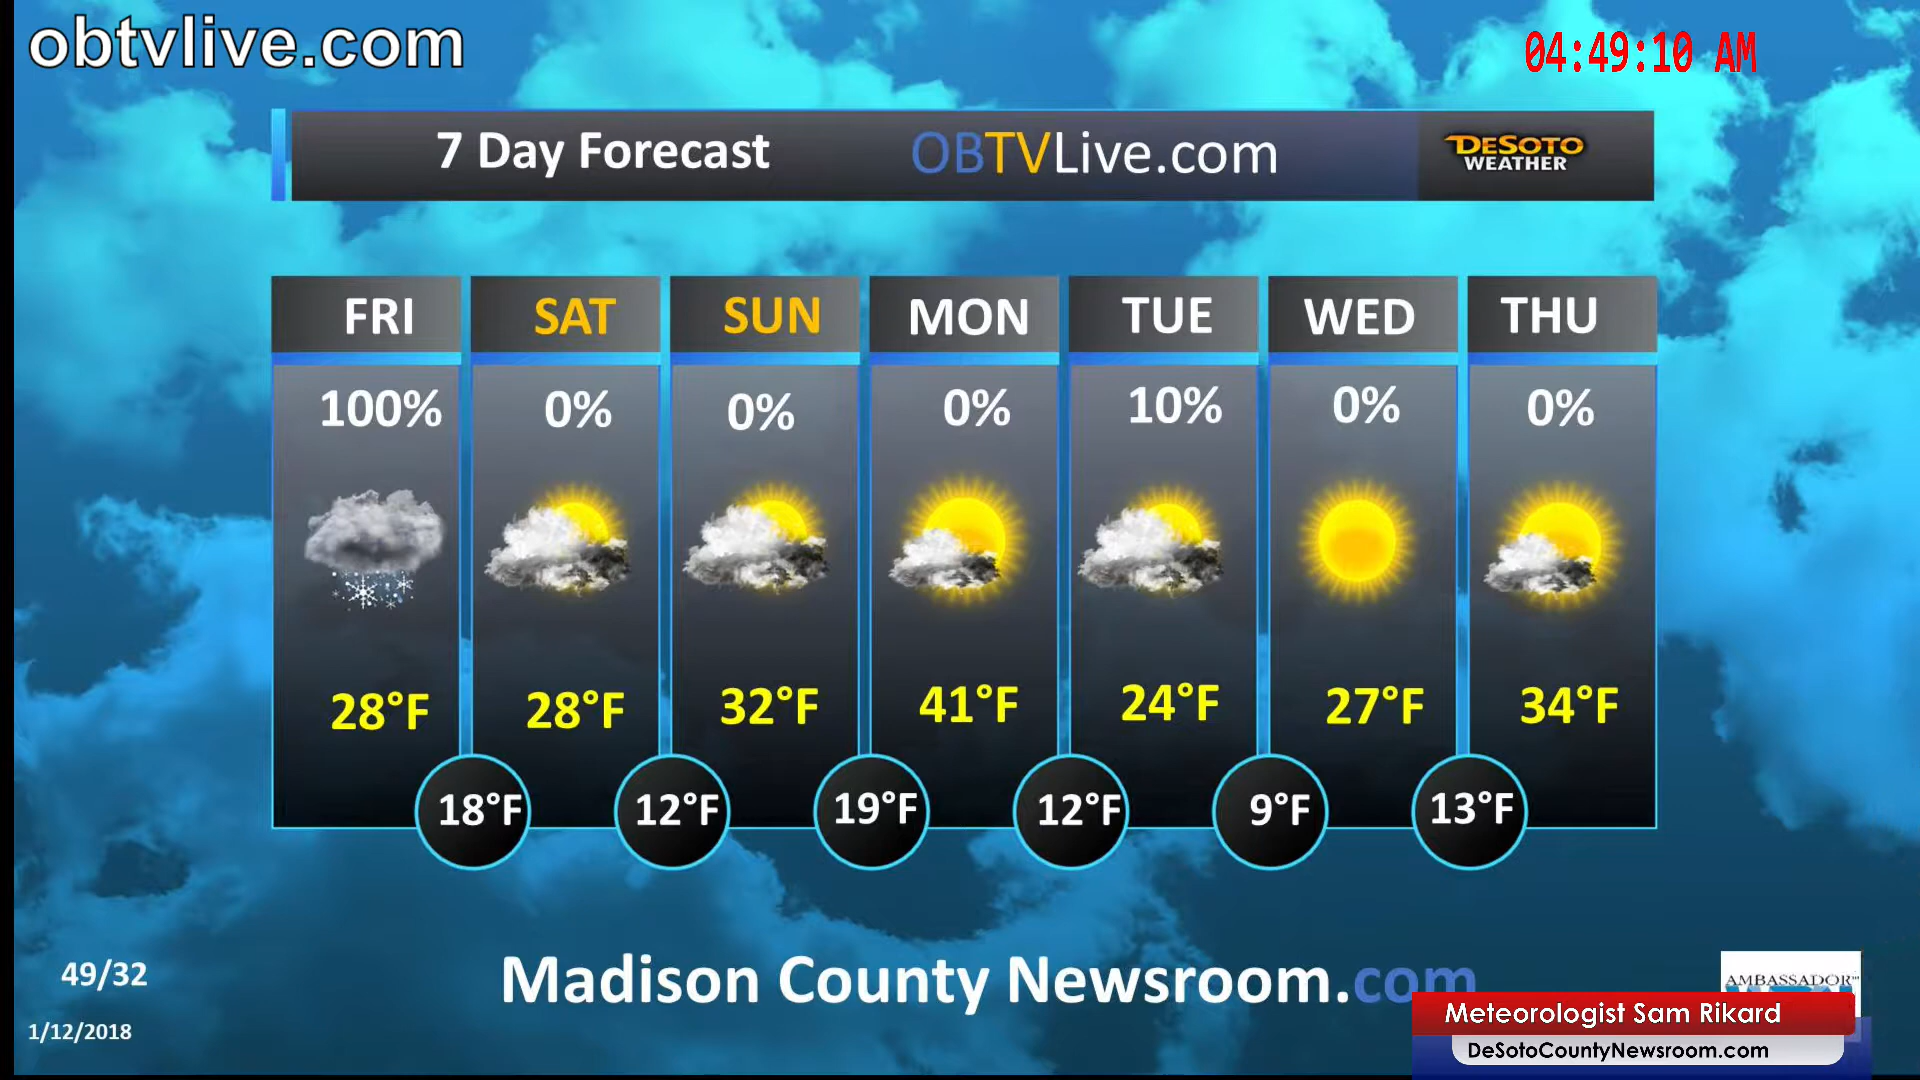 obtvlive.com
04:49:10 AM
7 Day Forecast
OBTVLive.com
DESOTO
WEATHER
FRI SAT SUN MON TUE WED THU
100% 0% 0% 0% 10% 0% 0%
28°F 28°F 32°F 41°F 24°F 27°F 34°F
18°F 12°F 19°F 12°F 9°F 13°F
49/32
1/12/2018
Madison County Newsroom.com
AMBASSADOR™
Meteorologist Sam Rikard
DeSotoCountyNewsroom.com